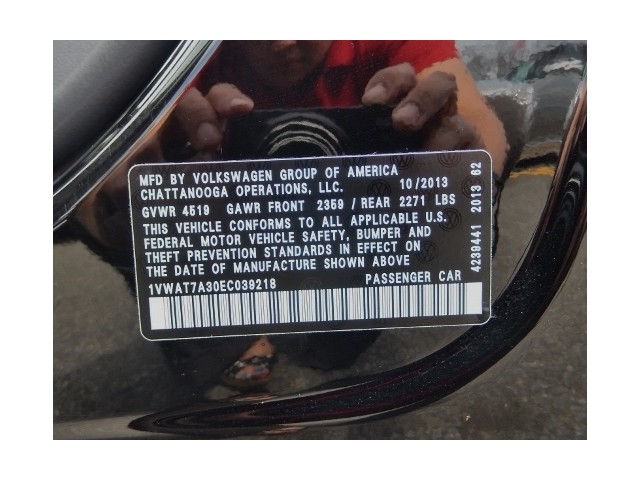 MFD BY VOLKSWAGEN GROUP OF AMERICA
CHATTANOOGA OPERATIONS, LLC. 10/2013
GVWR 4519 GAWR FRONT 2359 / REAR 2271 LBS
THIS VEHICLE CONFORMS TO ALL APPLICABLE U.S.
FEDERAL MOTOR VEHICLE SAFETY, BUMPER AND
THEFT PREVENTION STANDARDS IN EFFECT ON
THE DATE OF MANUFACTURE SHOWN ABOVE
1VWAT7A30EC039218 PASSENGER CAR
4239441 2013 62